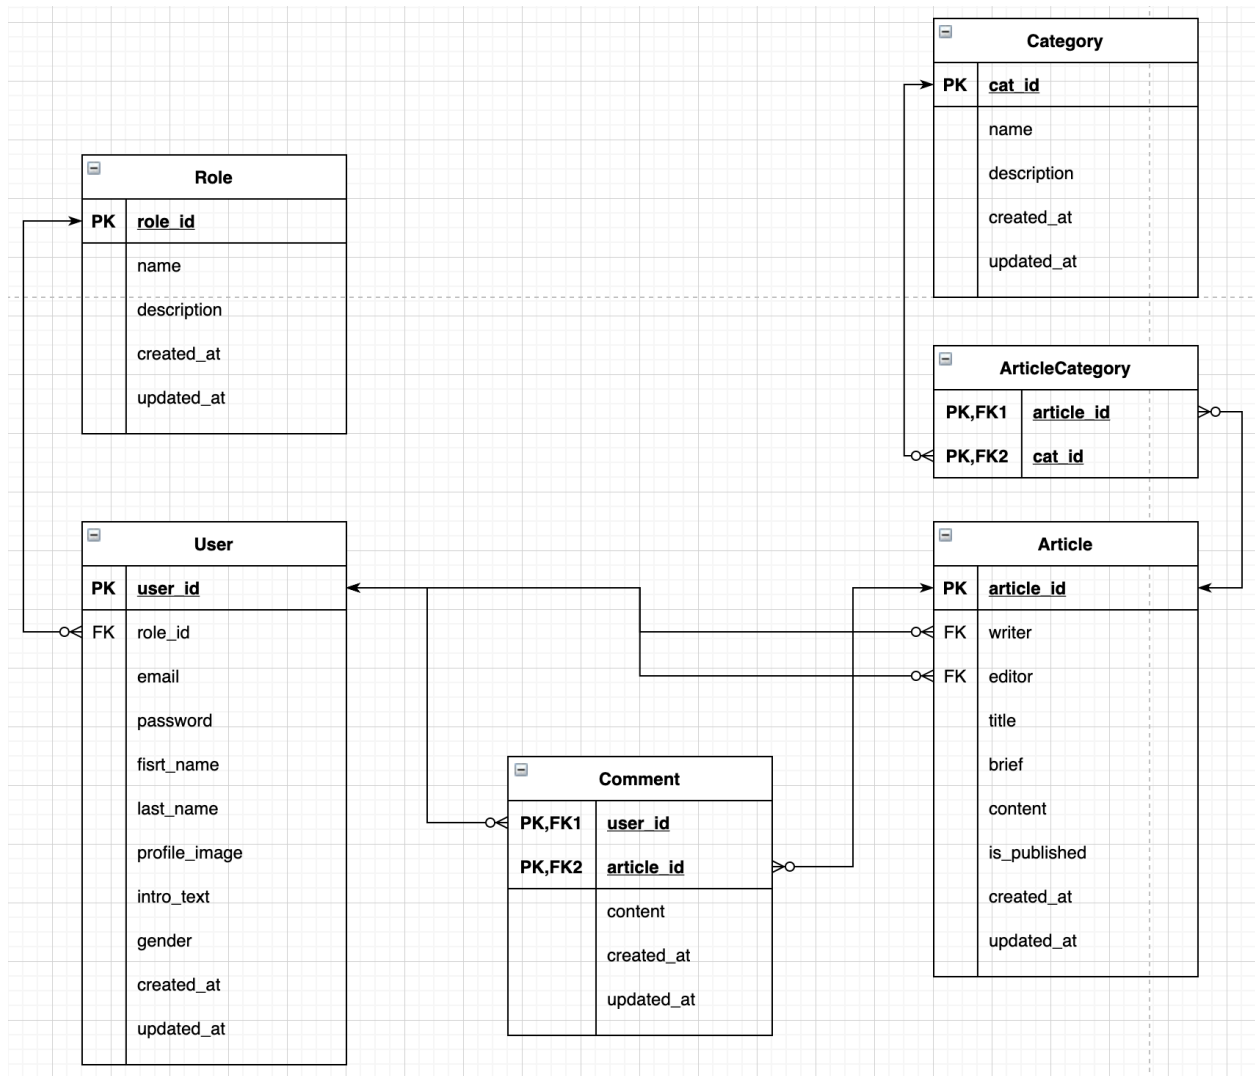 Category
PK cat_id
name
description
created_at
updated_at
Role
PK role_id
name
description
created_at
updated_at
ArticleCategory
PK,FK1 article_id
PK,FK2 cat_id
User
PK user_id
FK role_id
email
password
fisrt_name
last_name
profile_image
intro_text
gender
created_at
updated_at
Article
PK article_id
FK writer
FK editor
title
brief
content
is_published
created_at
updated_at
Comment
PK,FK1 user_id
PK,FK2 article_id
content
created_at
updated_at